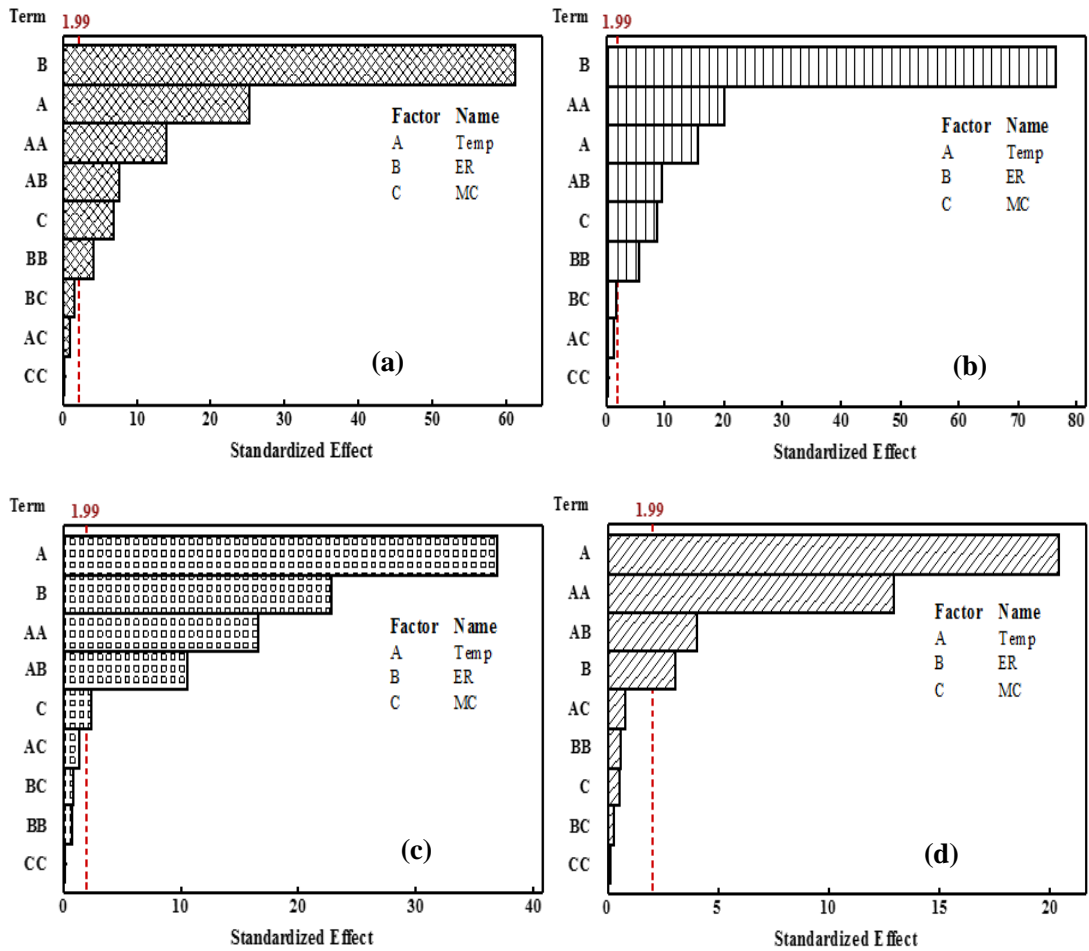 Term
1.99
B
A
AA
AB
C
BB
BC
AC
CC
Factor Name
A Temp
B ER
C MC
(a)
0 10 20 30 40 50 60
Standardized Effect
Term
1.99
B
AA
A
AB
C
BB
BC
AC
CC
Factor Name
A Temp
B ER
C MC
(b)
0 10 20 30 40 50 60 70 80
Standardized Effect
Term
1.99
A
B
AA
AB
C
AC
BC
BB
CC
Factor Name
A Temp
B ER
C MC
(c)
0 10 20 30 40
Standardized Effect
Term
1.99
A
AA
AB
B
AC
BB
C
BC
CC
Factor Name
A Temp
B ER
C MC
(d)
0 5 10 15 20
Standardized Effect